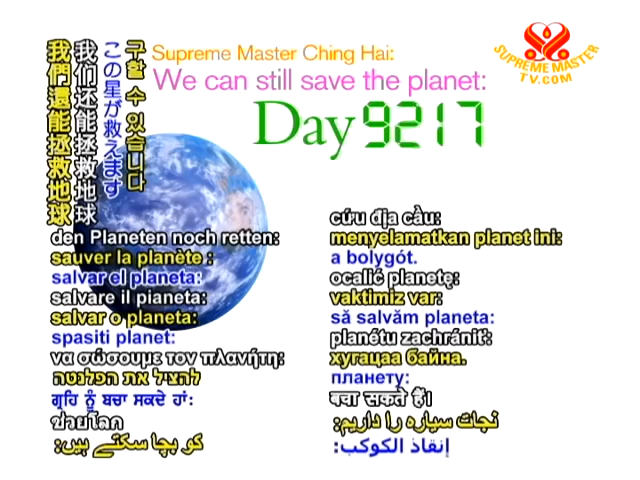 Supreme Master Ching Hai:
We can still save the planet:
Day 9217
SUPREME MASTER
TV.COM
我們還能拯救地球
我们还能拯救地球
この星が救えます
구할 수 있습니다
den Planeten noch retten:
sauver la planète :
salvar el planeta:
salvare il pianeta:
salvar o planeta:
spasiti planet:
να σώσουμε τον πλανήτη:
להציל את הפלנטה
ਗ੍ਰਹਿ ਨੂੰ ਬਚਾ ਸਕਦੇ ਹਾਂ:
ช่วยโลก
کو بچا سکتے ہیں:
cứu địa cầu:
menyelamatkan planet ini:
a bolygót.
ocalić planetę:
vaktimiz var:
să salvăm planeta:
planétu zachrániť:
хугацаа байна.
планету:
बचा सकते हैं।
نجات سیاره را داریم:
إنقاذ الكوكب: